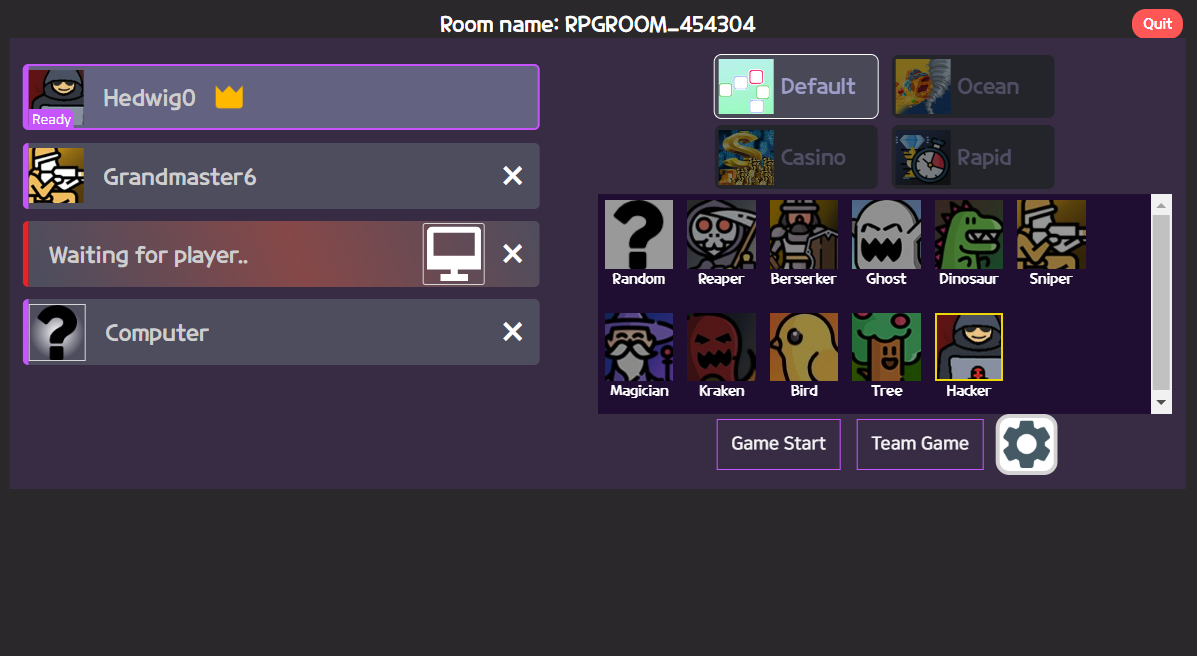 Room name: RPGROOM_454304
Quit
Hedwig0
Ready
Grandmaster6
Waiting for player..
Computer
Default
Ocean
Casino
Rapid
Random Reaper Berserker Ghost Dinosaur Sniper
Magician Kraken Bird Tree Hacker
Game Start
Team Game